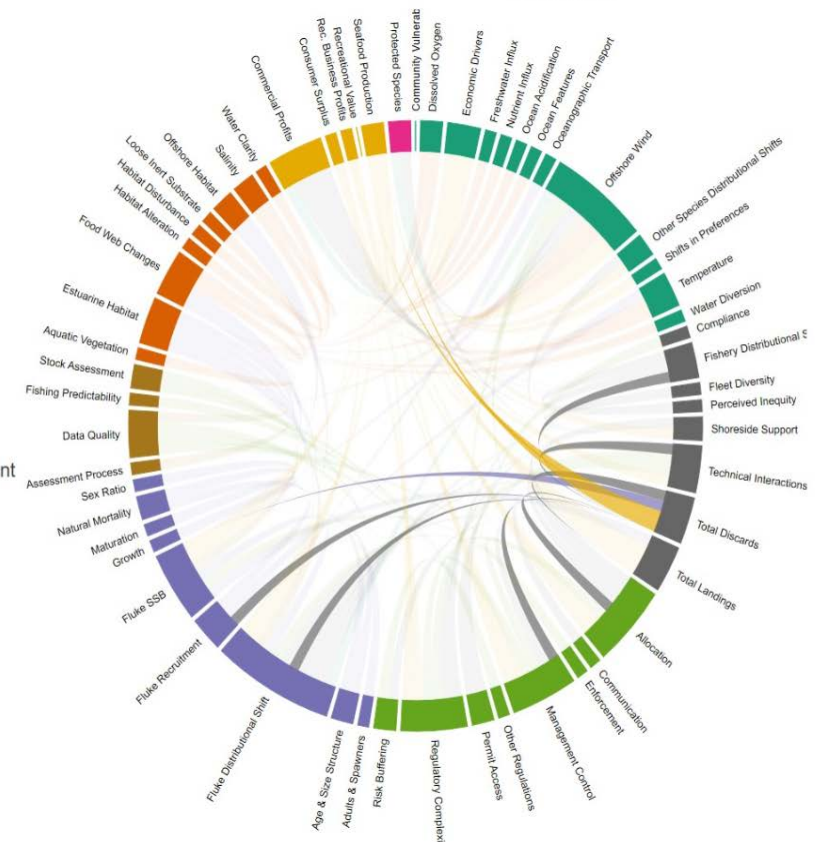 Community Vulnerab
Dissolved Oxygen
Economic Drivers
Freshwater Influx
Nutrient Influx
Ocean Acidification
Ocean Features
Oceanographic Transport
Offshore Wind
Other Species Distributional Shifts
Shifts in Preferences
Temperature
Water Diversion
Compliance
Fishery Distributional S
Fleet Diversity
Perceived Inequity
Shoreside Support
Technical Interactions
Total Discards
Total Landings
Allocation
Communication
Enforcement
Management Control
Other Regulations
Permit Access
Regulatory Complexi
Risk Buffering
Adults & Spawners
Age & Size Structure
Fluke Distributional Shift
Fluke Recruitment
Fluke SSB
Growth
Maturation
Natural Mortality
Sex Ratio
Assessment Process
Data Quality
Fishing Predictability
Stock Assessment
Aquatic Vegetation
Estuarine Habitat
Food Web Changes
Habitat Alteration
Habitat Disturbance
Loose Inert Substrate
Offshore Habitat
Salinity
Water Clarity
Commercial Profits
Consumer Surplus
Rec. Business Profits
Recreational Value
Seafood Production
Protected Species
nt